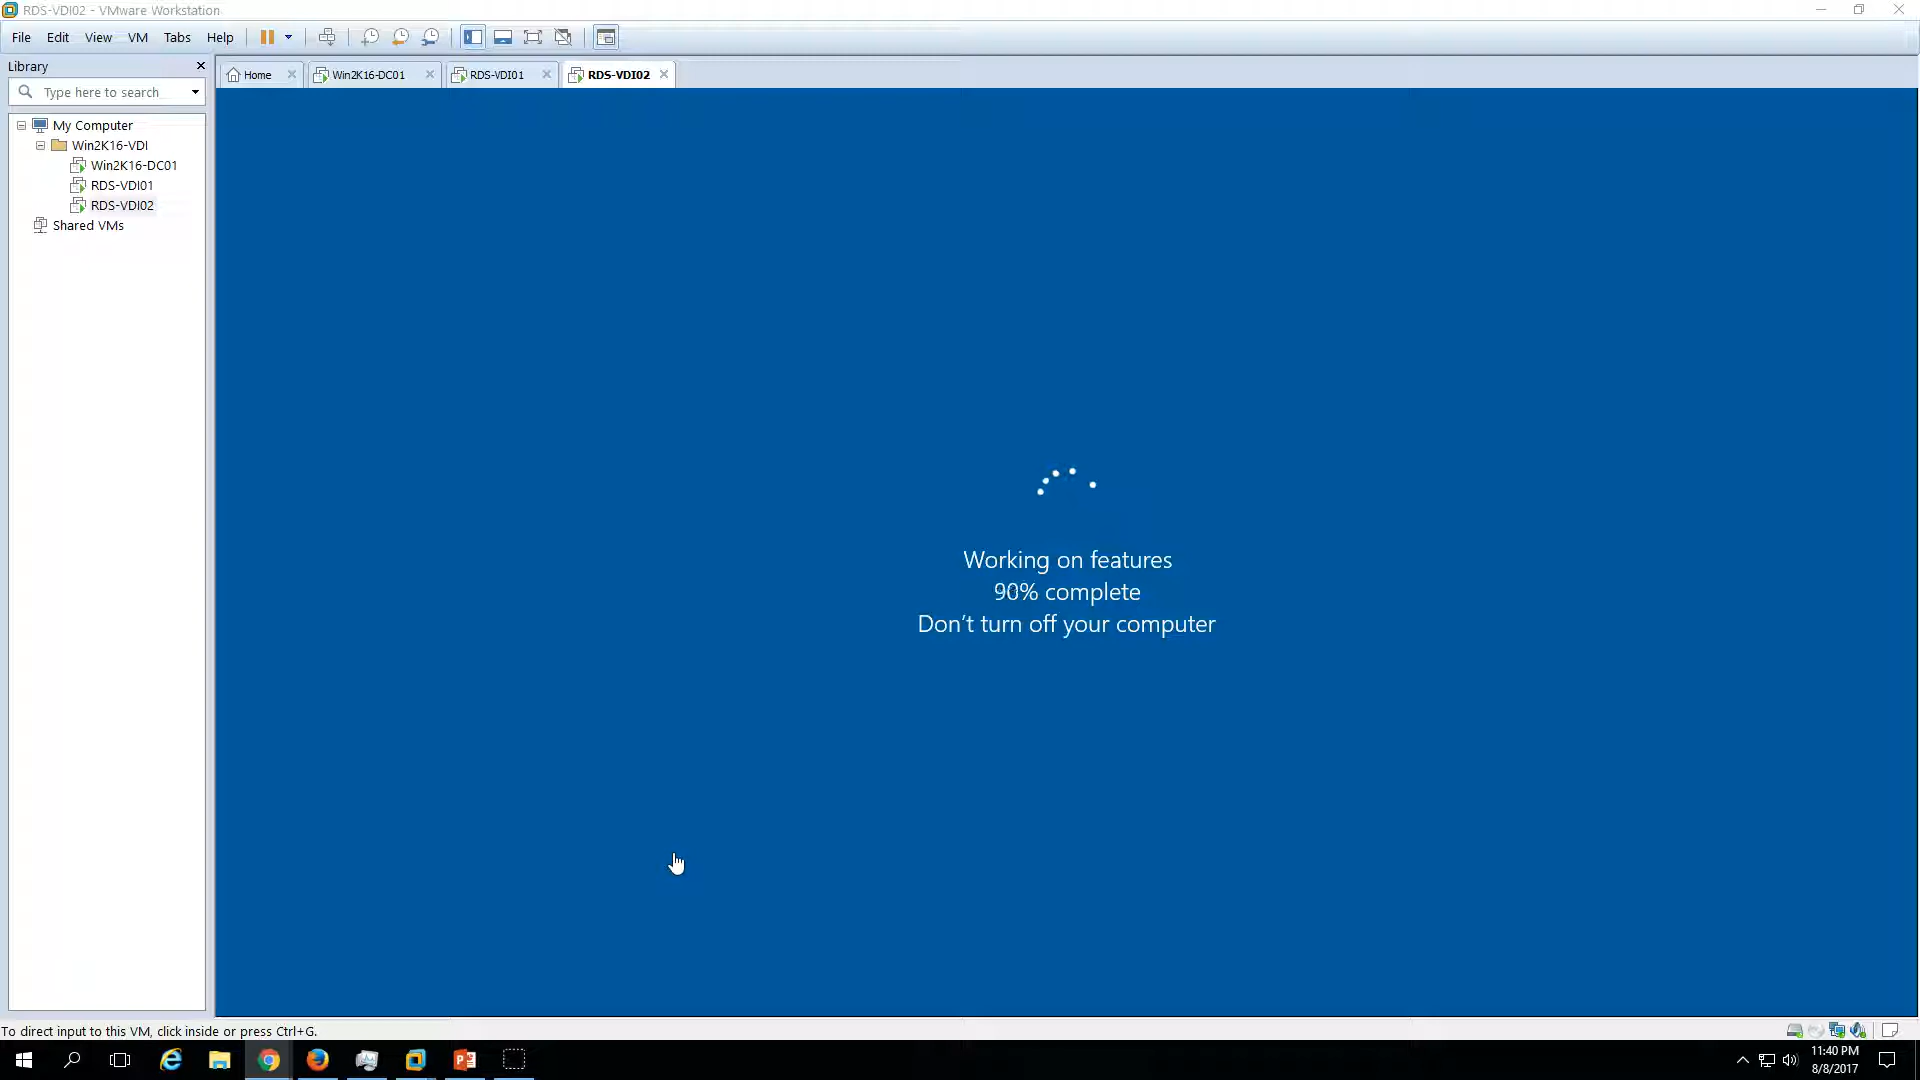 RDS-VDI02 - VMware Workstation
File Edit View VM Tabs Help
Library
Type here to search
Home
Win2K16-DC01
RDS-VDI01
RDS-VDI02
My Computer
Win2K16-VDI
Win2K16-DC01
RDS-VDI01
RDS-VDI02
Shared VMs
Working on features
90% complete
Don't turn off your computer
To direct input to this VM, click inside or press Ctrl+G.
11:40 PM
8/8/2017